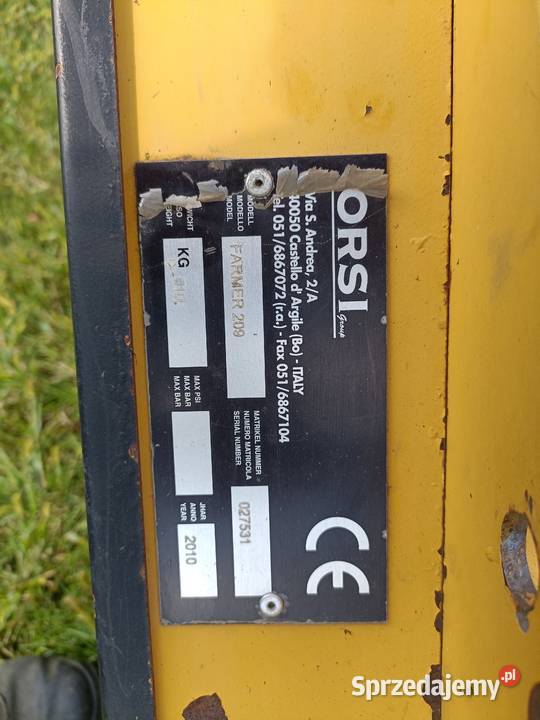 ORSI
Group
Via S. Andrea, 2/A
40050 Castello d' Argile (Bo) - ITALY
Tel. 051/6867072 (r.a.) - Fax 051/6867104
MODELL
MODELLO
MODEL
FARMER 209
MATRIKEL NUMMER
NUMERO MATRICOLA
SERIAL NUMBER
027531
KG
MAX PSI
MAX BAR
MAX BAR
JHAR
ANNO
YEAR
2010
CE
Sprzedajemy.pl